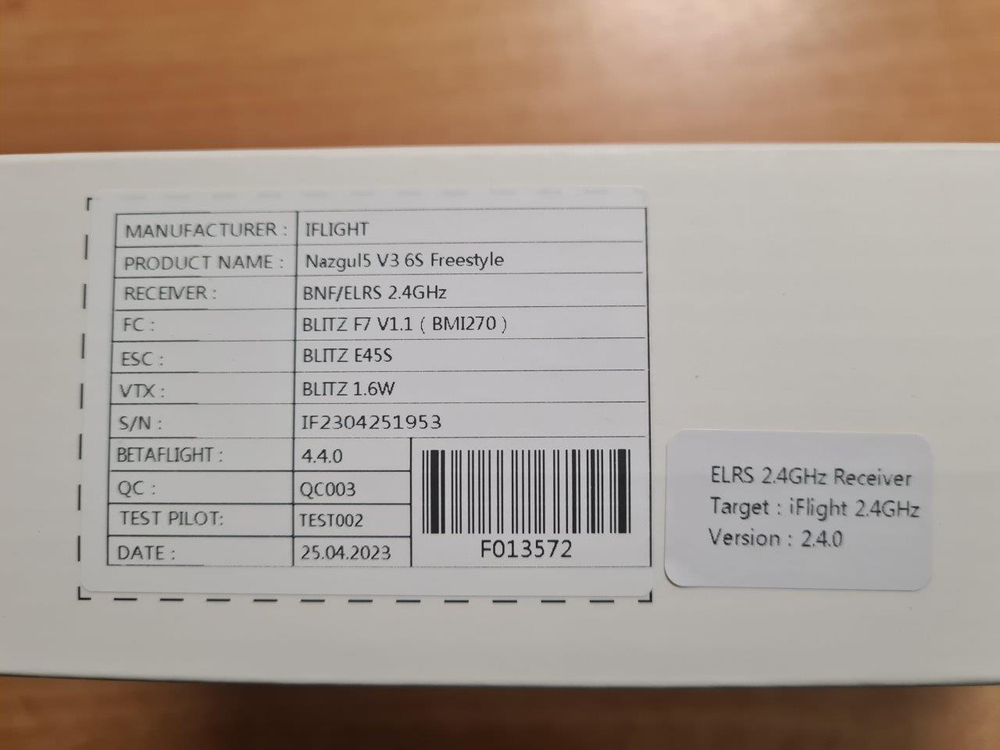 MANUFACTURER : IFLIGHT
PRODUCT NAME : Nazgul5 V3 6S Freestyle
RECEIVER : BNF/ELRS 2.4GHz
FC : BLITZ F7 V1.1 ( BMI270 )
ESC : BLITZ E45S
VTX : BLITZ 1.6W
S/N : IF2304251953
BETAFLIGHT : 4.4.0
QC : QC003
TEST PILOT: TEST002
DATE : 25.04.2023
F013572
ELRS 2.4GHz Receiver
Target : iFlight 2.4GHz
Version : 2.4.0